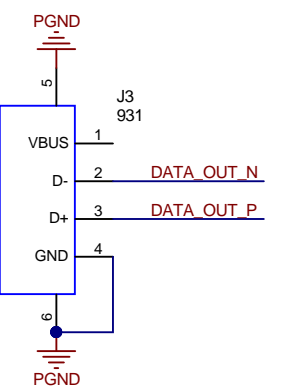 PGND
5
J3
931
VBUS 1
D- 2 DATA_OUT_N
D+ 3 DATA_OUT_P
GND 4
6
PGND